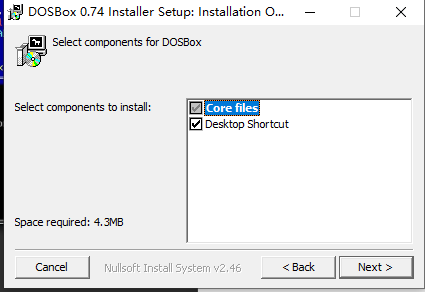 DOSBox 0.74 Installer Setup: Installation O...
Select components for DOSBox
Select components to install:
Core files
Desktop Shortcut
Space required: 4.3MB
Cancel
Nullsoft Install System v2.46
< Back
Next >